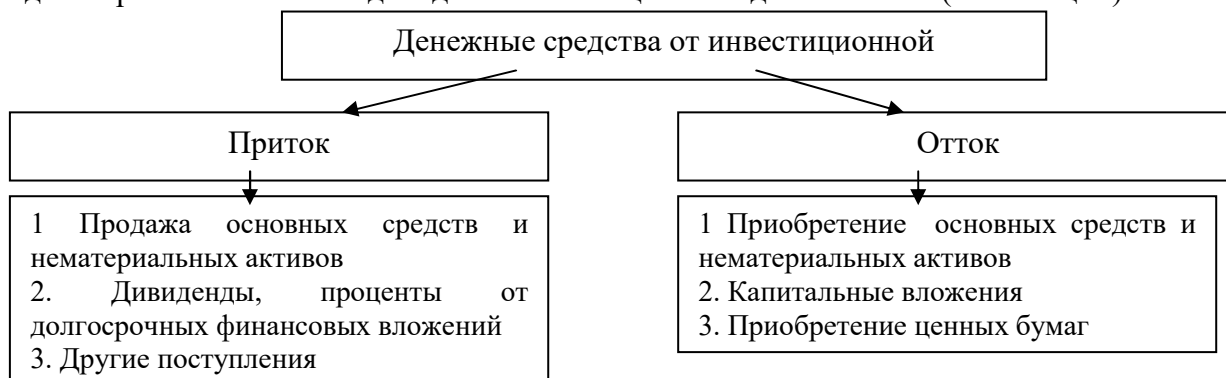 Денежные средства от инвестиционной
Приток
Отток
1 Продажа основных средств и
нематериальных активов
2. Дивиденды, проценты от
долгосрочных финансовых вложений
3. Другие поступления
1 Приобретение основных средств и
нематериальных активов
2. Капитальные вложения
3. Приобретение ценных бумаг